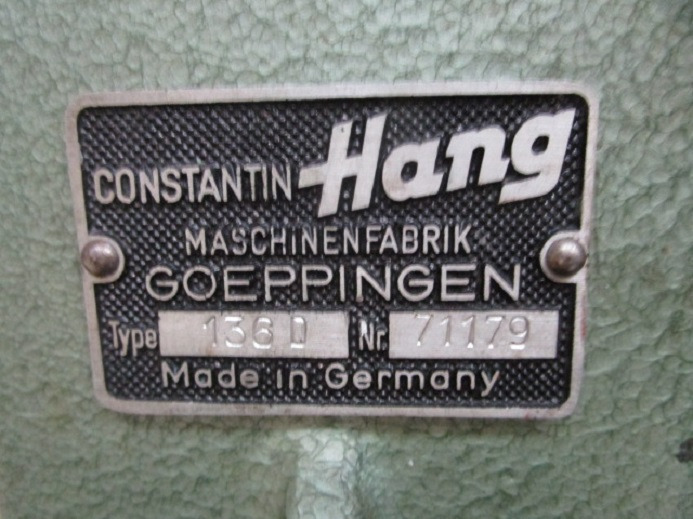 CONSTANTIN Hang
MASCHINENFABRIK
GOEPPINGEN
Type 136 D Nr. 71179
Made in Germany